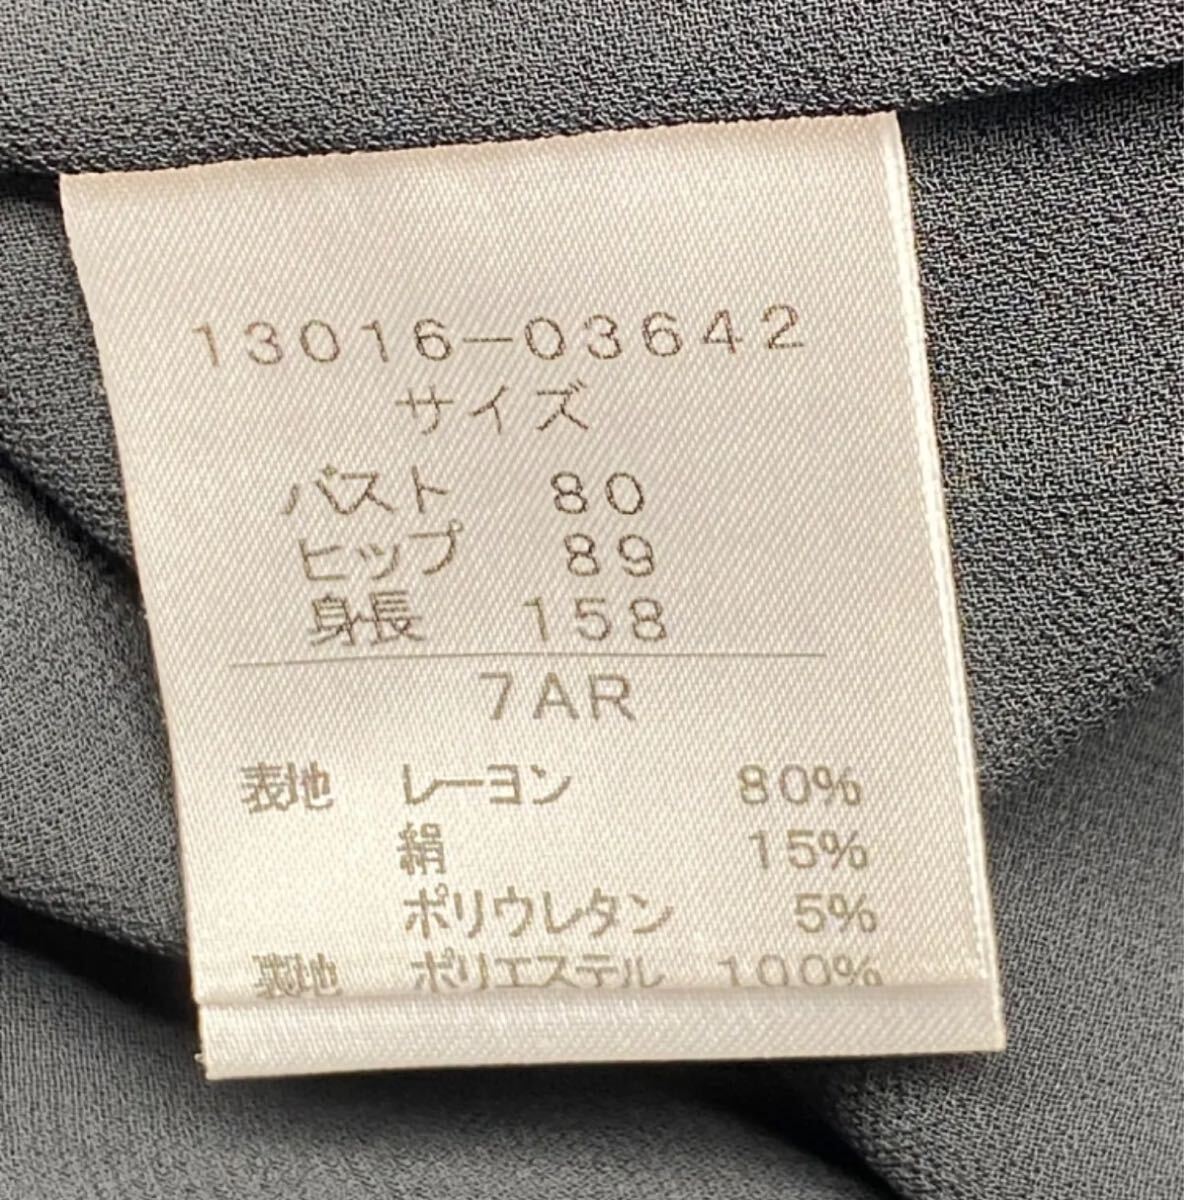 13016-03642
サイズ
バスト 80
ヒップ 89
身長 158
7AR
表地 レーヨン 80%
絹 15%
ポリウレタン 5%
裏地 ポリエステル 100%